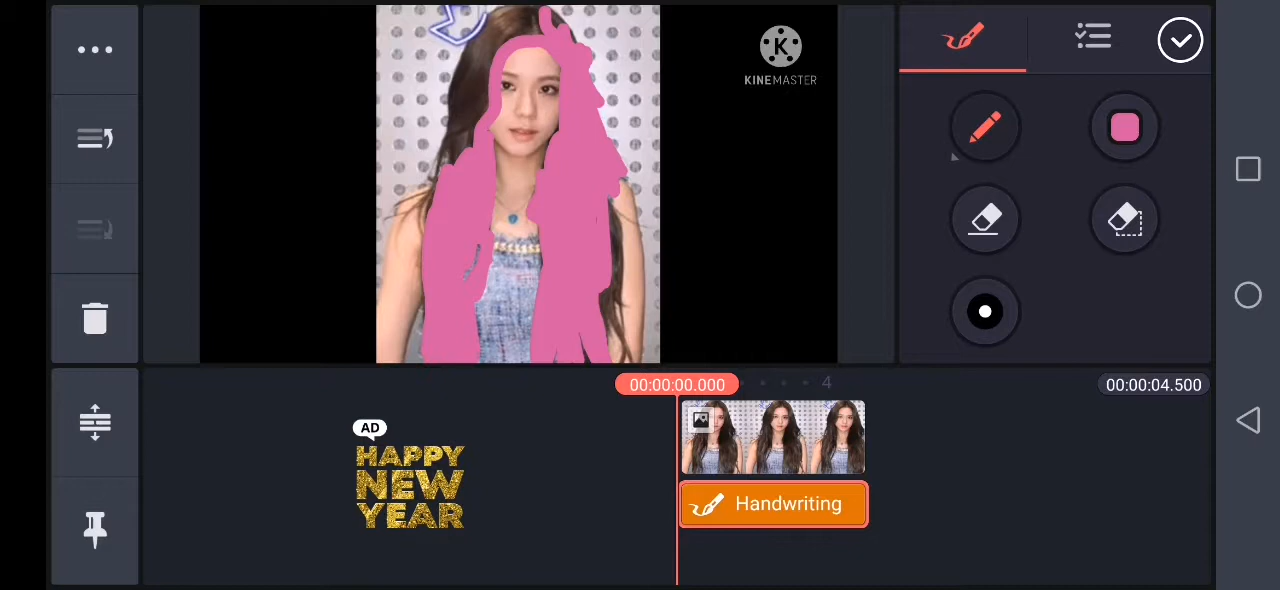 KINEMASTER
00:00:00.000
4
00:00:04.500
AD
HAPPY
NEW
YEAR
Handwriting